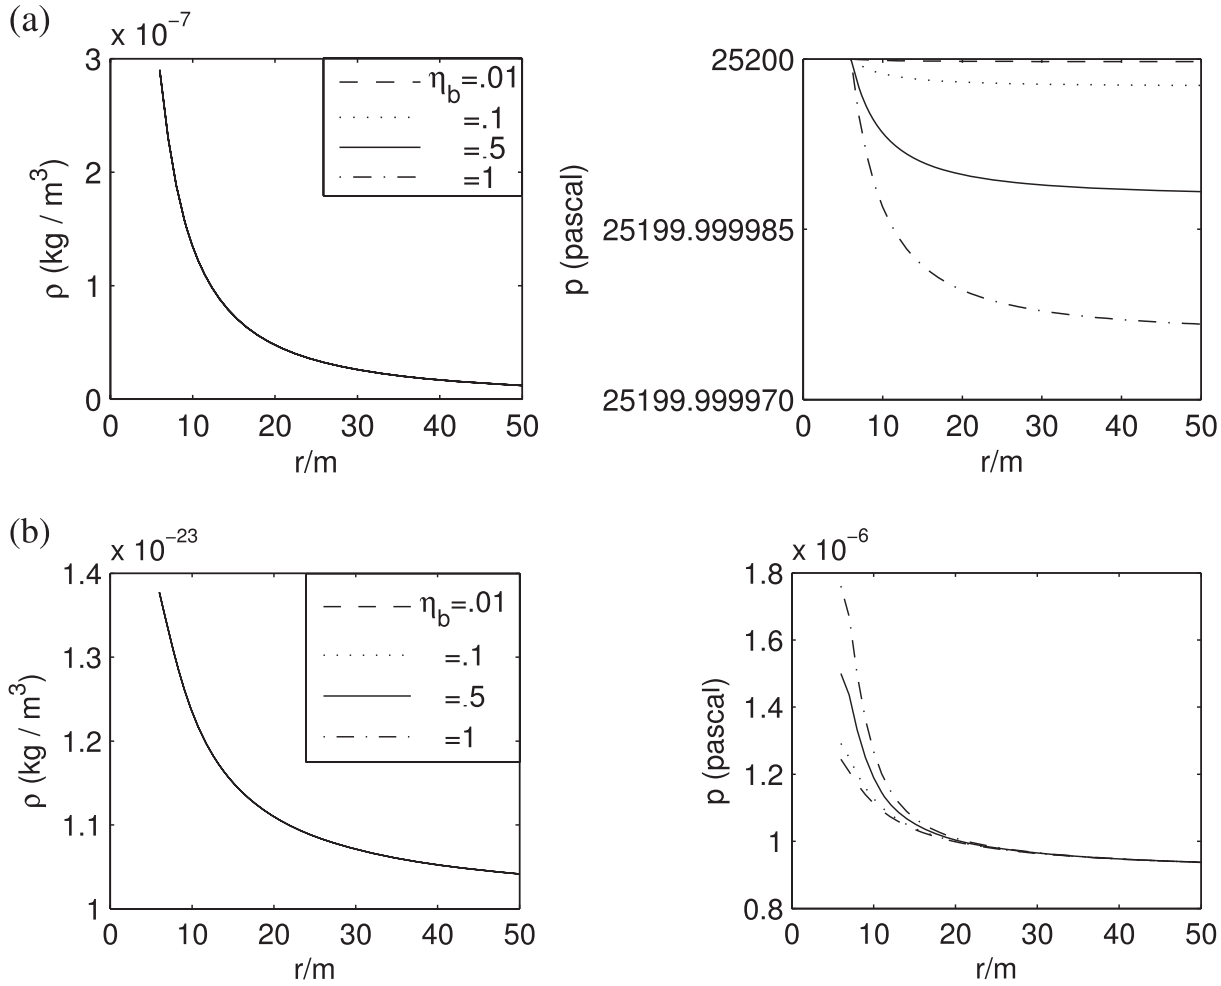 (a)
x 10⁻⁷
3
2
1
0
0 10 20 30 40 50
r/m
ρ (kg / m³)
η_b=.01
=.1
=.5
=1
25200
25199.999985
25199.999970
0 10 20 30 40 50
r/m
p (pascal)
(b)
x 10⁻²³
1.4
1.3
1.2
1.1
1
0 10 20 30 40 50
r/m
ρ (kg / m³)
η_b=.01
=.1
=.5
=1
x 10⁻⁶
1.8
1.6
1.4
1.2
1
0.8
0 10 20 30 40 50
r/m
p (pascal)